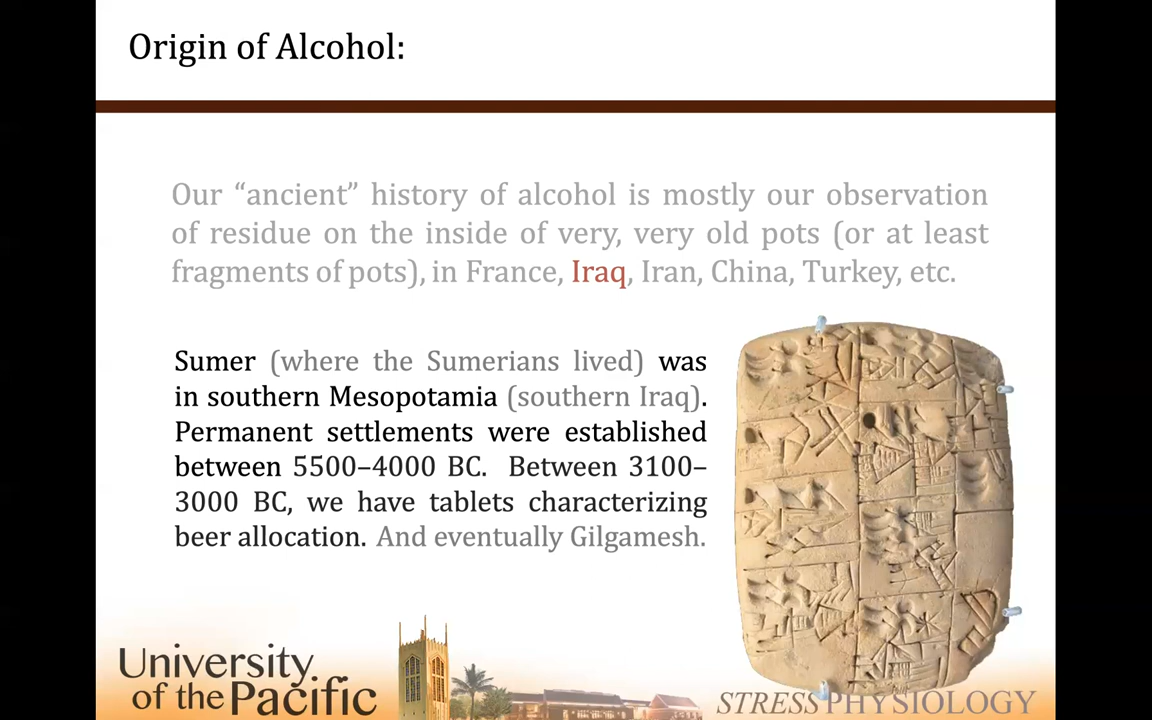 Origin of Alcohol:
Our “ancient” history of alcohol is mostly our observation
of residue on the inside of very, very old pots (or at least
fragments of pots), in France, Iraq, Iran, China, Turkey, etc.
Sumer (where the Sumerians lived) was
in southern Mesopotamia (southern Iraq).
Permanent settlements were established
between 5500–4000 BC. Between 3100–
3000 BC, we have tablets characterizing
beer allocation. And eventually Gilgamesh.
University
of the Pacific
STRESS PHYSIOLOGY